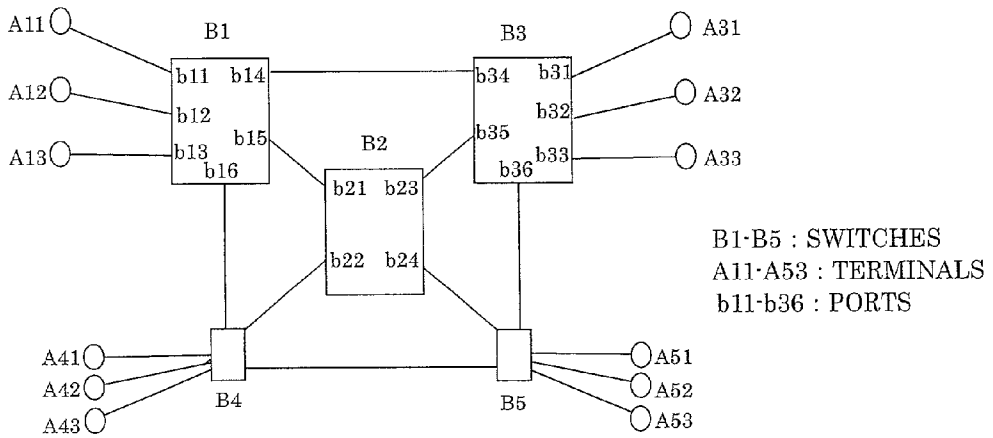 A11
B1
B3
A31
b11 b14
b34 b31
A12
b12
b32
A32
b15
b35
A13
b13
b16
B2
b33
b36
A33
b21 b23
b22 b24
B1-B5 : SWITCHES
A11-A53 : TERMINALS
b11-b36 : PORTS
A41
A42
A43
B4
B5
A51
A52
A53